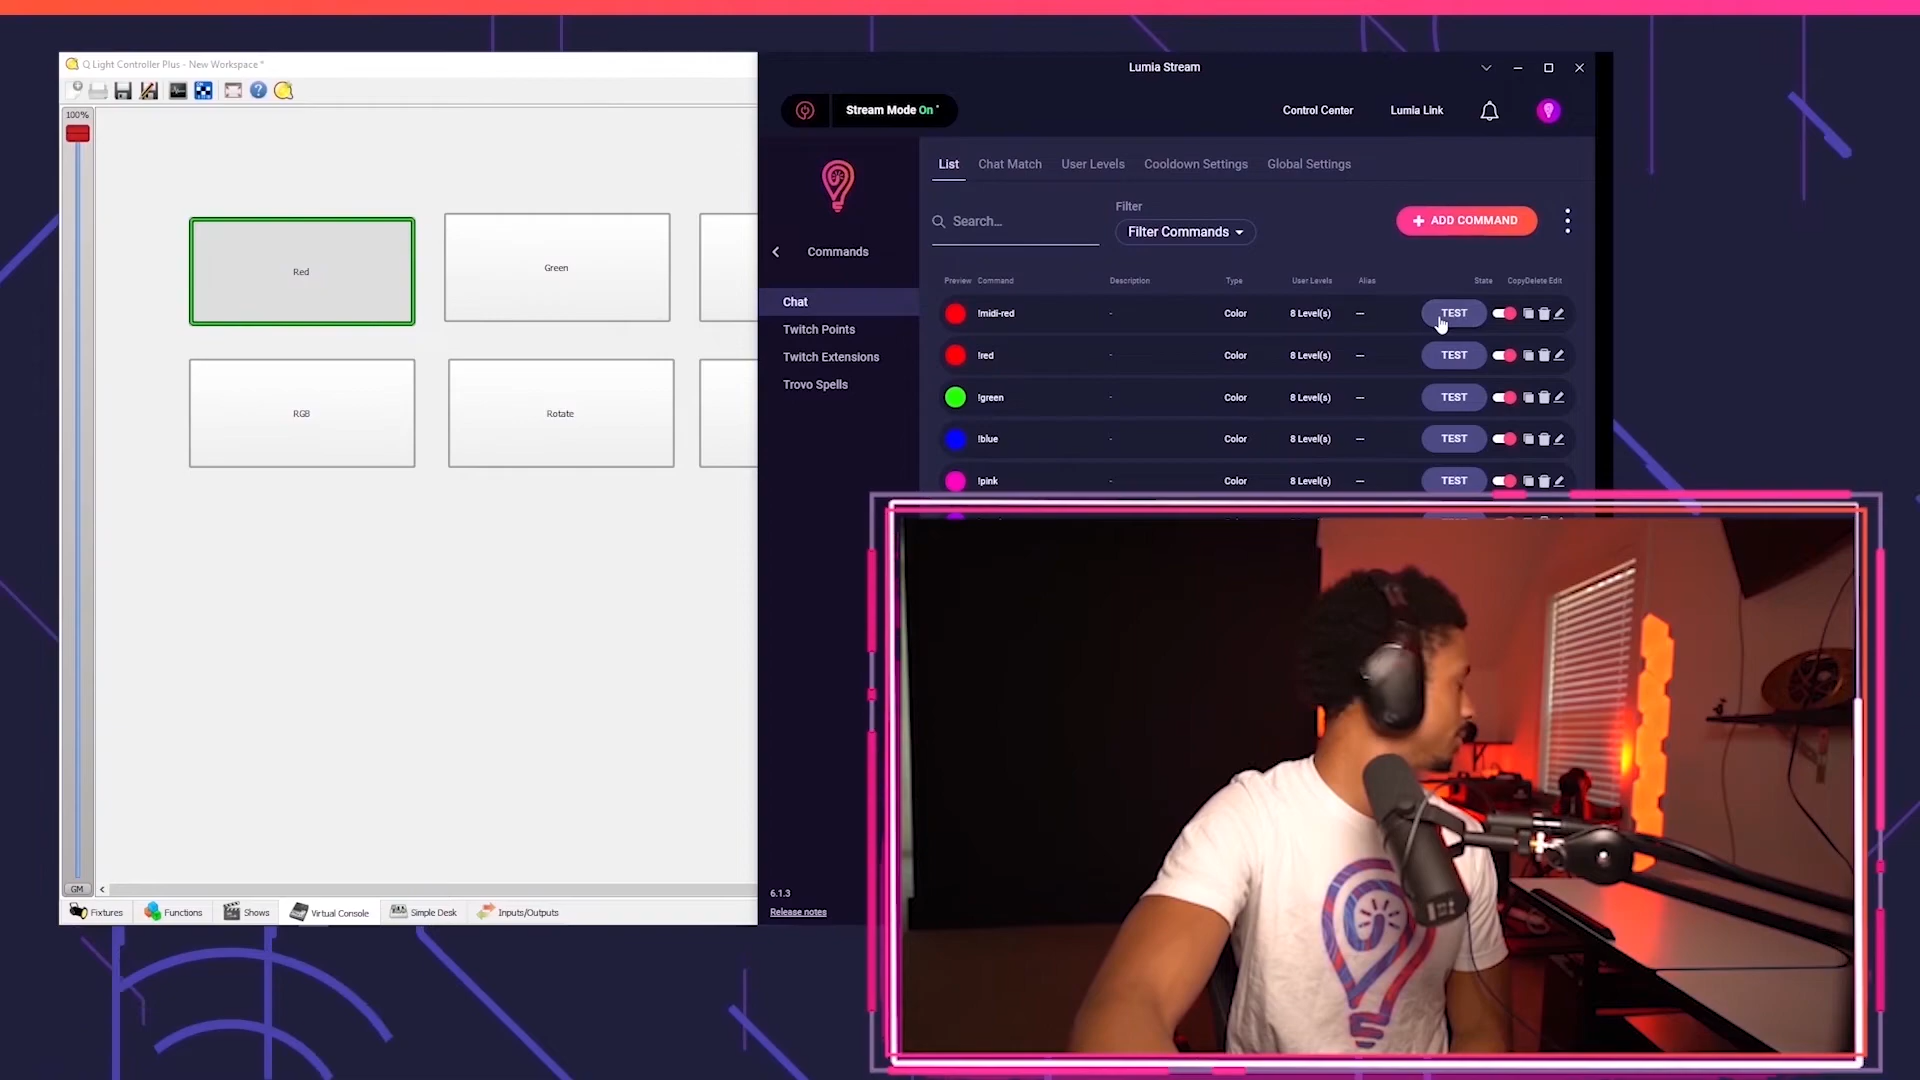 Q Light Controller Plus - New Workspace *
100%
Red
Green
RGB
Rotate
GM
Fixtures
Functions
Shows
Virtual Console
Simple Desk
Inputs/Outputs
Lumia Stream
Stream Mode On
Control Center
Lumia Link
Commands
Chat
Twitch Points
Twitch Extensions
Trovo Spells
6.1.3
Release notes
List Chat Match User Levels Cooldown Settings Global Settings
Search...
Filter
Filter Commands
+ ADD COMMAND
Preview Command Description Type User Levels Alias State Copy Delete Edit
!midi-red - Color 8 Level(s) — TEST
!red - Color 8 Level(s) — TEST
!green - Color 8 Level(s) — TEST
!blue - Color 8 Level(s) — TEST
!pink - Color 8 Level(s) — TEST